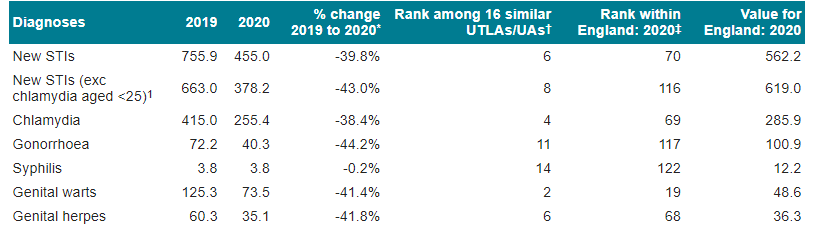 Diagnoses 2019 2020 % change 2019 to 2020* Rank among 16 similar UTLAs/UAs† Rank within England: 2020‡ Value for England: 2020
New STIs 755.9 455.0 -39.8% 6 70 562.2
New STIs (exc chlamydia aged <25)¹ 663.0 378.2 -43.0% 8 116 619.0
Chlamydia 415.0 255.4 -38.4% 4 69 285.9
Gonorrhoea 72.2 40.3 -44.2% 11 117 100.9
Syphilis 3.8 3.8 -0.2% 14 122 12.2
Genital warts 125.3 73.5 -41.4% 2 19 48.6
Genital herpes 60.3 35.1 -41.8% 6 68 36.3